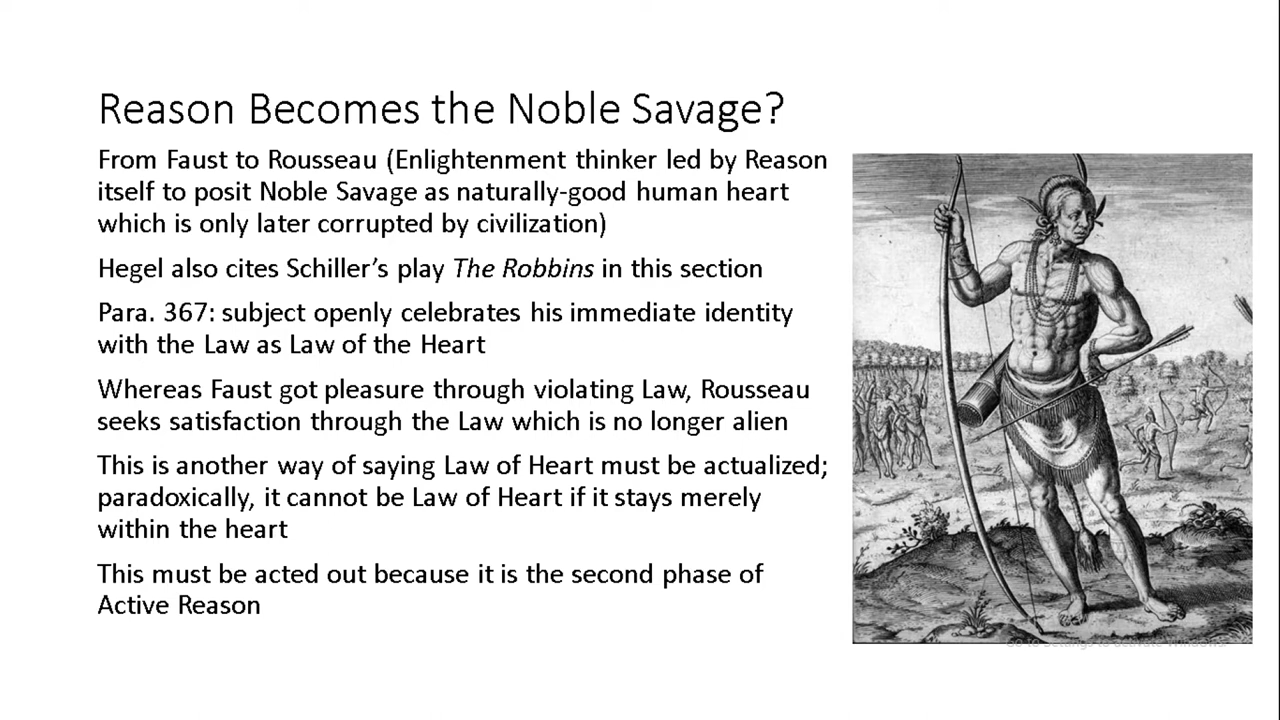 Reason Becomes the Noble Savage?
From Faust to Rousseau (Enlightenment thinker led by Reason
itself to posit Noble Savage as naturally-good human heart
which is only later corrupted by civilization)
Hegel also cites Schiller's play The Robbins in this section
Para. 367: subject openly celebrates his immediate identity
with the Law as Law of the Heart
Whereas Faust got pleasure through violating Law, Rousseau
seeks satisfaction through the Law which is no longer alien
This is another way of saying Law of Heart must be actualized;
paradoxically, it cannot be Law of Heart if it stays merely
within the heart
This must be acted out because it is the second phase of
Active Reason
Go to Settings to activate Windows.